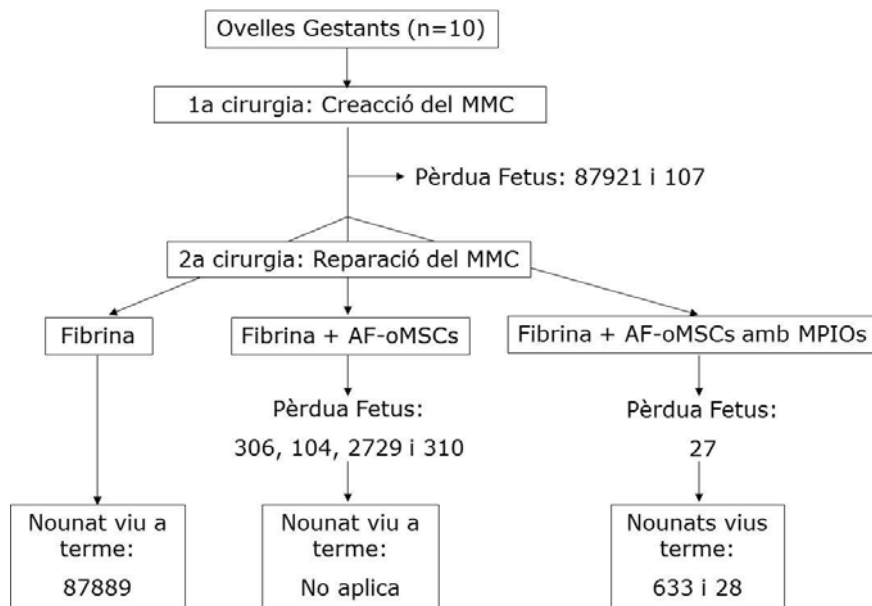 Ovelles Gestants (n=10)
1a cirurgia: Creacció del MMC
Pèrdua Fetus: 87921 i 107
2a cirurgia: Reparació del MMC
Fibrina
Fibrina + AF-oMSCs
Fibrina + AF-oMSCs amb MPIOs
Pèrdua Fetus:
306, 104, 2729 i 310
Pèrdua Fetus:
27
Nounat viu a
terme:
87889
Nounat viu a
terme:
No aplica
Nounats vius
terme:
633 i 28